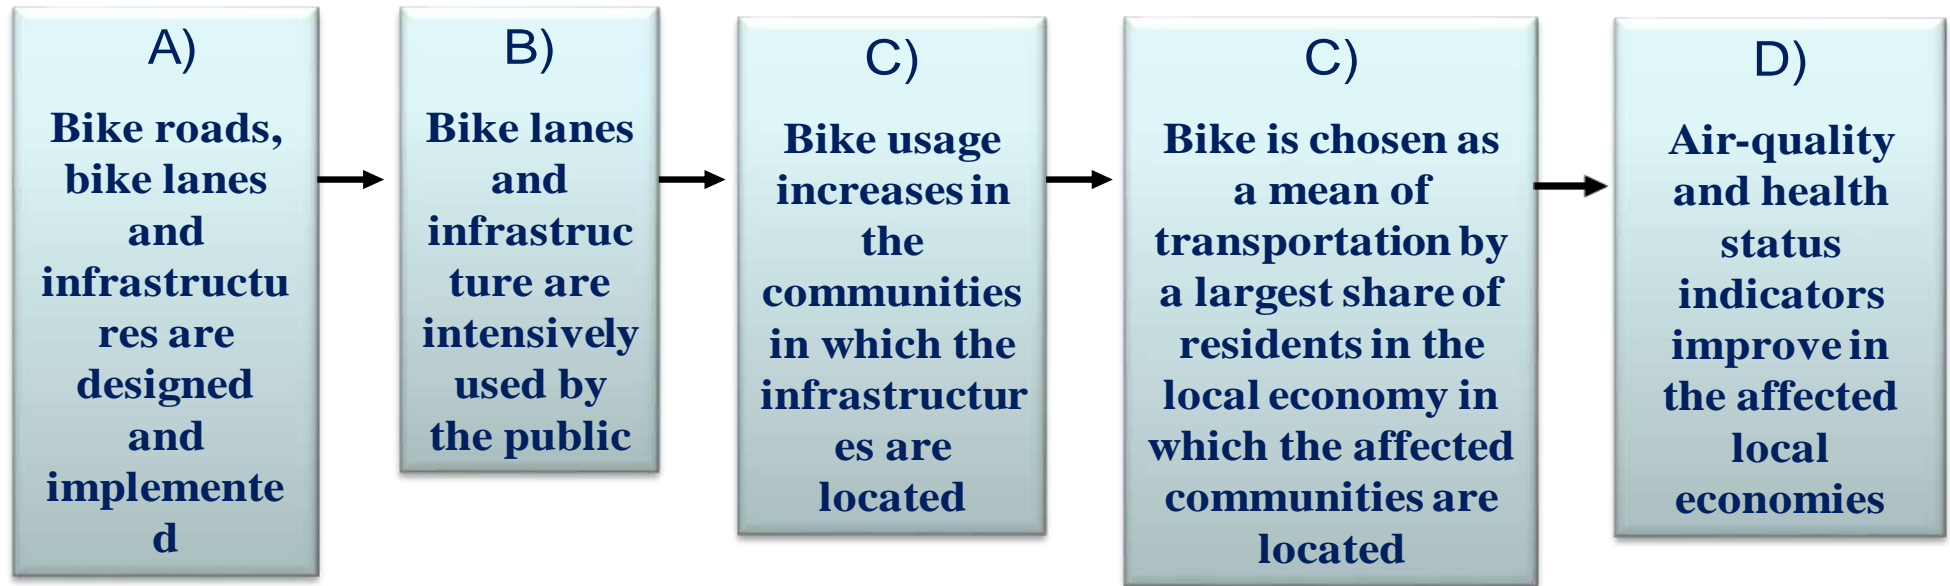 A)
Bike roads,
bike lanes
and
infrastructu
res are
designed
and
implemente
d
B)
Bike lanes
and
infrastruc
ture are
intensively
used by
the public
C)
Bike usage
increases in
the
communities
in which the
infrastructur
es are
located
C)
Bike is chosen as
a mean of
transportation by
a largest share of
residents in the
local economy in
which the affected
communities are
located
D)
Air-quality
and health
status
indicators
improve in
the affected
local
economies